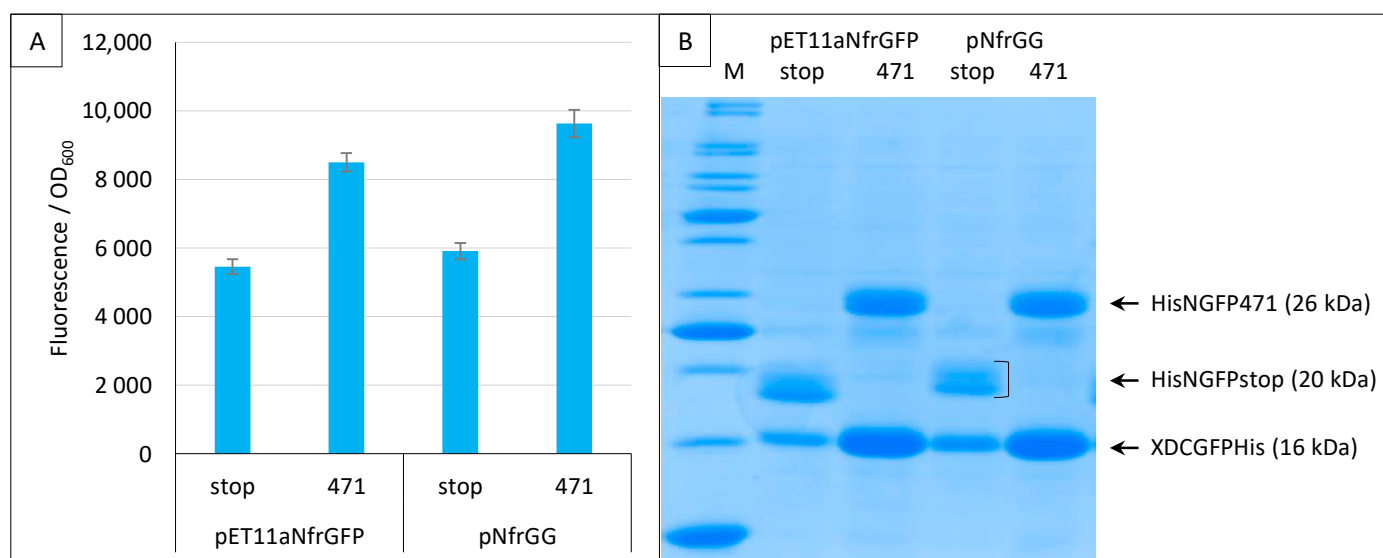 A
12,000
10,000
8 000
6 000
4 000
2 000
0
Fluorescence / OD600
stop 471 stop 471
pET11aNfrGFP pNfrGG
B
pET11aNfrGFP pNfrGG
M stop 471 stop 471
HisNGFP471 (26 kDa)
HisNGFPstop (20 kDa)
XDCGFPHis (16 kDa)